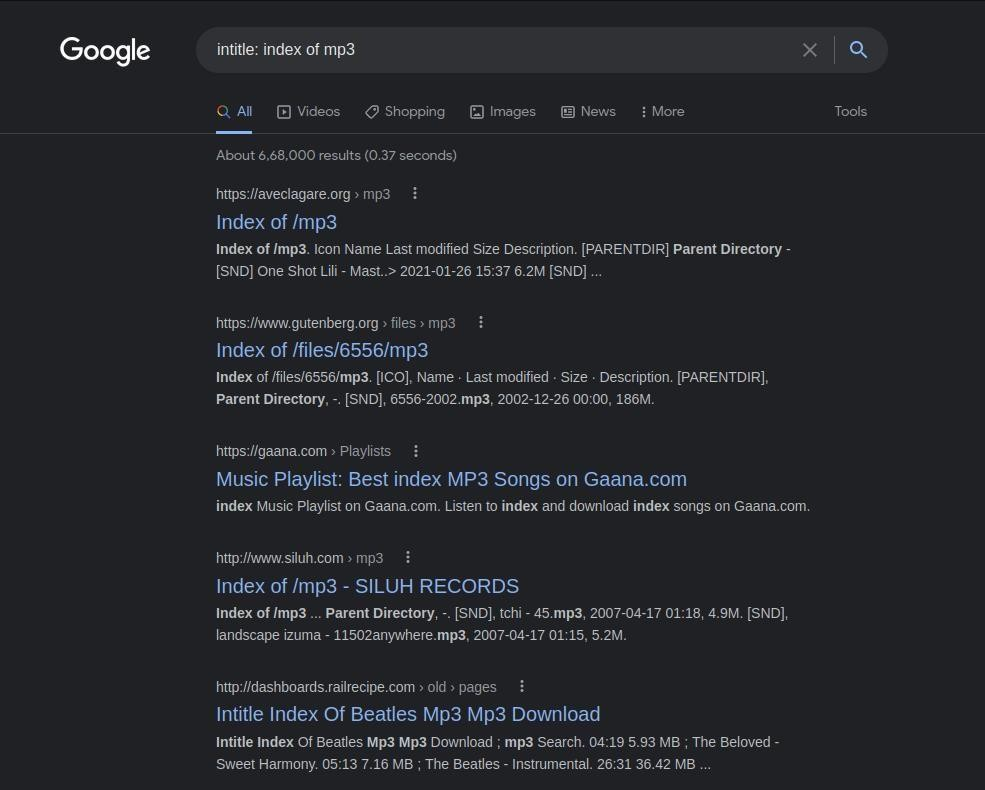 Google
intitle: index of mp3
All Videos Shopping Images News More Tools
About 6,68,000 results (0.37 seconds)
https://aveclagare.org › mp3
Index of /mp3
Index of /mp3. Icon Name Last modified Size Description. [PARENTDIR] Parent Directory -
[SND] One Shot Lili - Mast..> 2021-01-26 15:37 6.2M [SND] ...
https://www.gutenberg.org › files › mp3
Index of /files/6556/mp3
Index of /files/6556/mp3. [ICO], Name · Last modified · Size · Description. [PARENTDIR],
Parent Directory, -. [SND], 6556-2002.mp3, 2002-12-26 00:00, 186M.
https://gaana.com › Playlists
Music Playlist: Best index MP3 Songs on Gaana.com
index Music Playlist on Gaana.com. Listen to index and download index songs on Gaana.com.
http://www.siluh.com › mp3
Index of /mp3 - SILUH RECORDS
Index of /mp3 ... Parent Directory, -. [SND], tchi - 45.mp3, 2007-04-17 01:18, 4.9M. [SND],
landscape izuma - 11502anywhere.mp3, 2007-04-17 01:15, 5.2M.
http://dashboards.railrecipe.com › old › pages
Intitle Index Of Beatles Mp3 Mp3 Download
Intitle Index Of Beatles Mp3 Mp3 Download ; mp3 Search. 04:19 5.93 MB ; The Beloved -
Sweet Harmony. 05:13 7.16 MB ; The Beatles - Instrumental. 26:31 36.42 MB ...